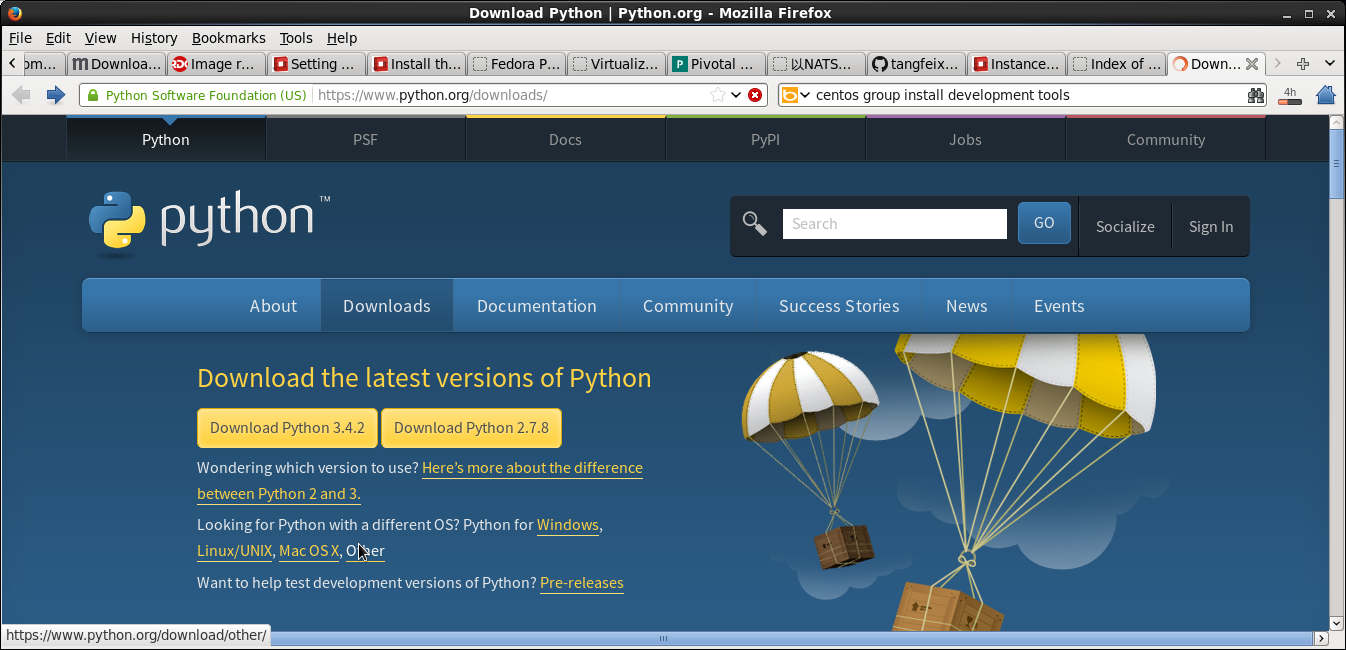 Download Python | Python.org - Mozilla Firefox
File Edit View History Bookmarks Tools Help
om... Downloa... Image r... Setting ... Install th... Fedora P... Virtualiz... Pivotal ... 以NATS... tangfeix... Instance... Index of ... Down...
Python Software Foundation (US) https://www.python.org/downloads/ centos group install development tools 4h
Python PSF Docs PyPI Jobs Community
python™
Search GO Socialize Sign In
About Downloads Documentation Community Success Stories News Events
Download the latest versions of Python
Download Python 3.4.2 Download Python 2.7.8
Wondering which version to use? Here's more about the difference
between Python 2 and 3.
Looking for Python with a different OS? Python for Windows,
Linux/UNIX, Mac OS X, Other
Want to help test development versions of Python? Pre-releases
https://www.python.org/download/other/